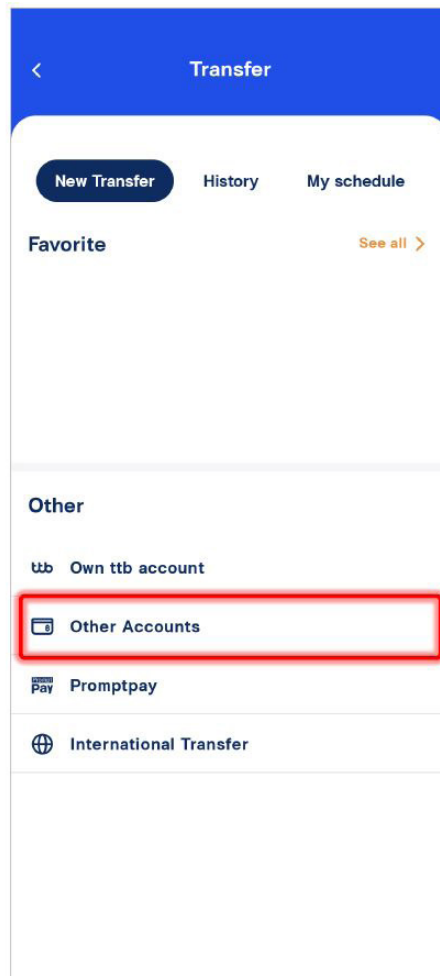 Transfer
New Transfer History My schedule
Favorite See all
Other
ttb Own ttb account
Other Accounts
Pay Promptpay
International Transfer